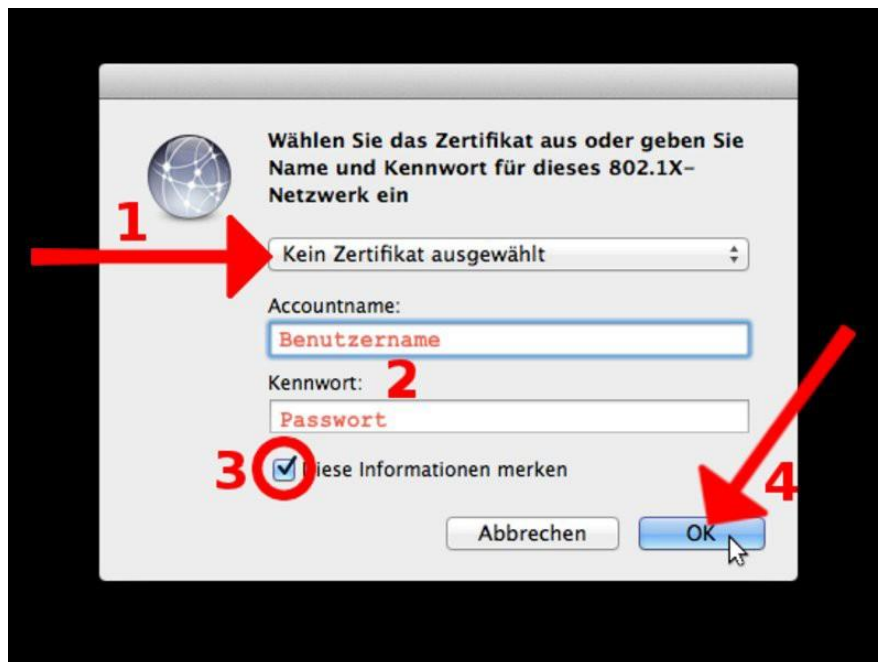 Wählen Sie das Zertifikat aus oder geben Sie
Name und Kennwort für dieses 802.1X-
Netzwerk ein
1
Kein Zertifikat ausgewählt
Accountname:
Benutzername
Kennwort:
2
Passwort
3
Diese Informationen merken
4
Abbrechen
OK